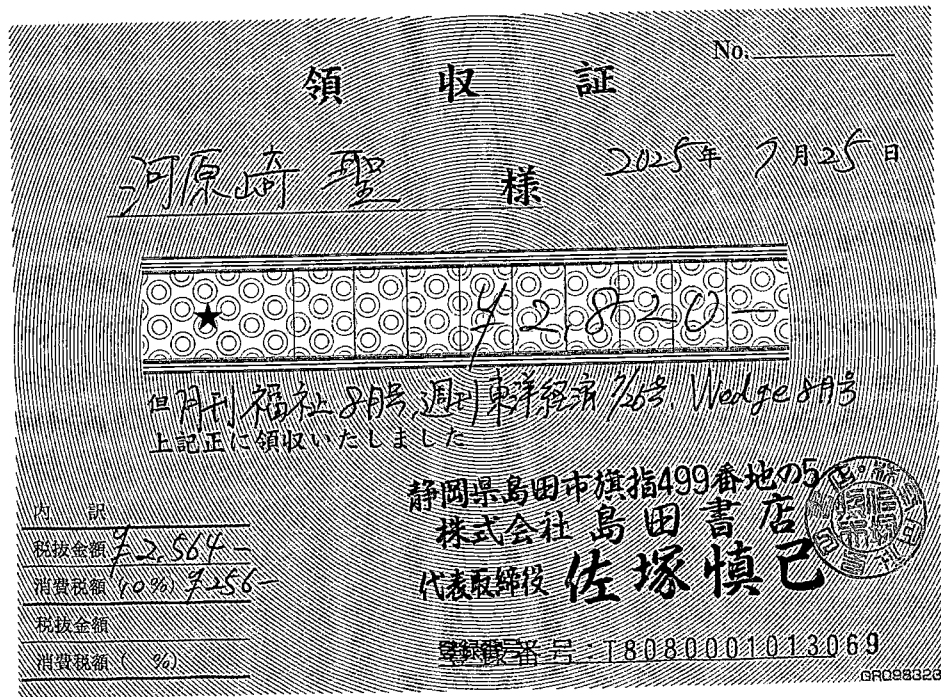 No.
領収証
河原崎 聖 様
2025年 7月25日
★ ¥2,820-
但 月刊福祉8月号、週刊東洋経済7/26号 Wedge8月号
上記正に領収いたしました
内訳
税抜金額 ¥2,564-
消費税額(10%) ¥256-
税抜金額
消費税額( %)
静岡県島田市旗指499番地の5
株式会社 島田書店
代表取締役 佐塚慎己
登録番号:T8080001013069